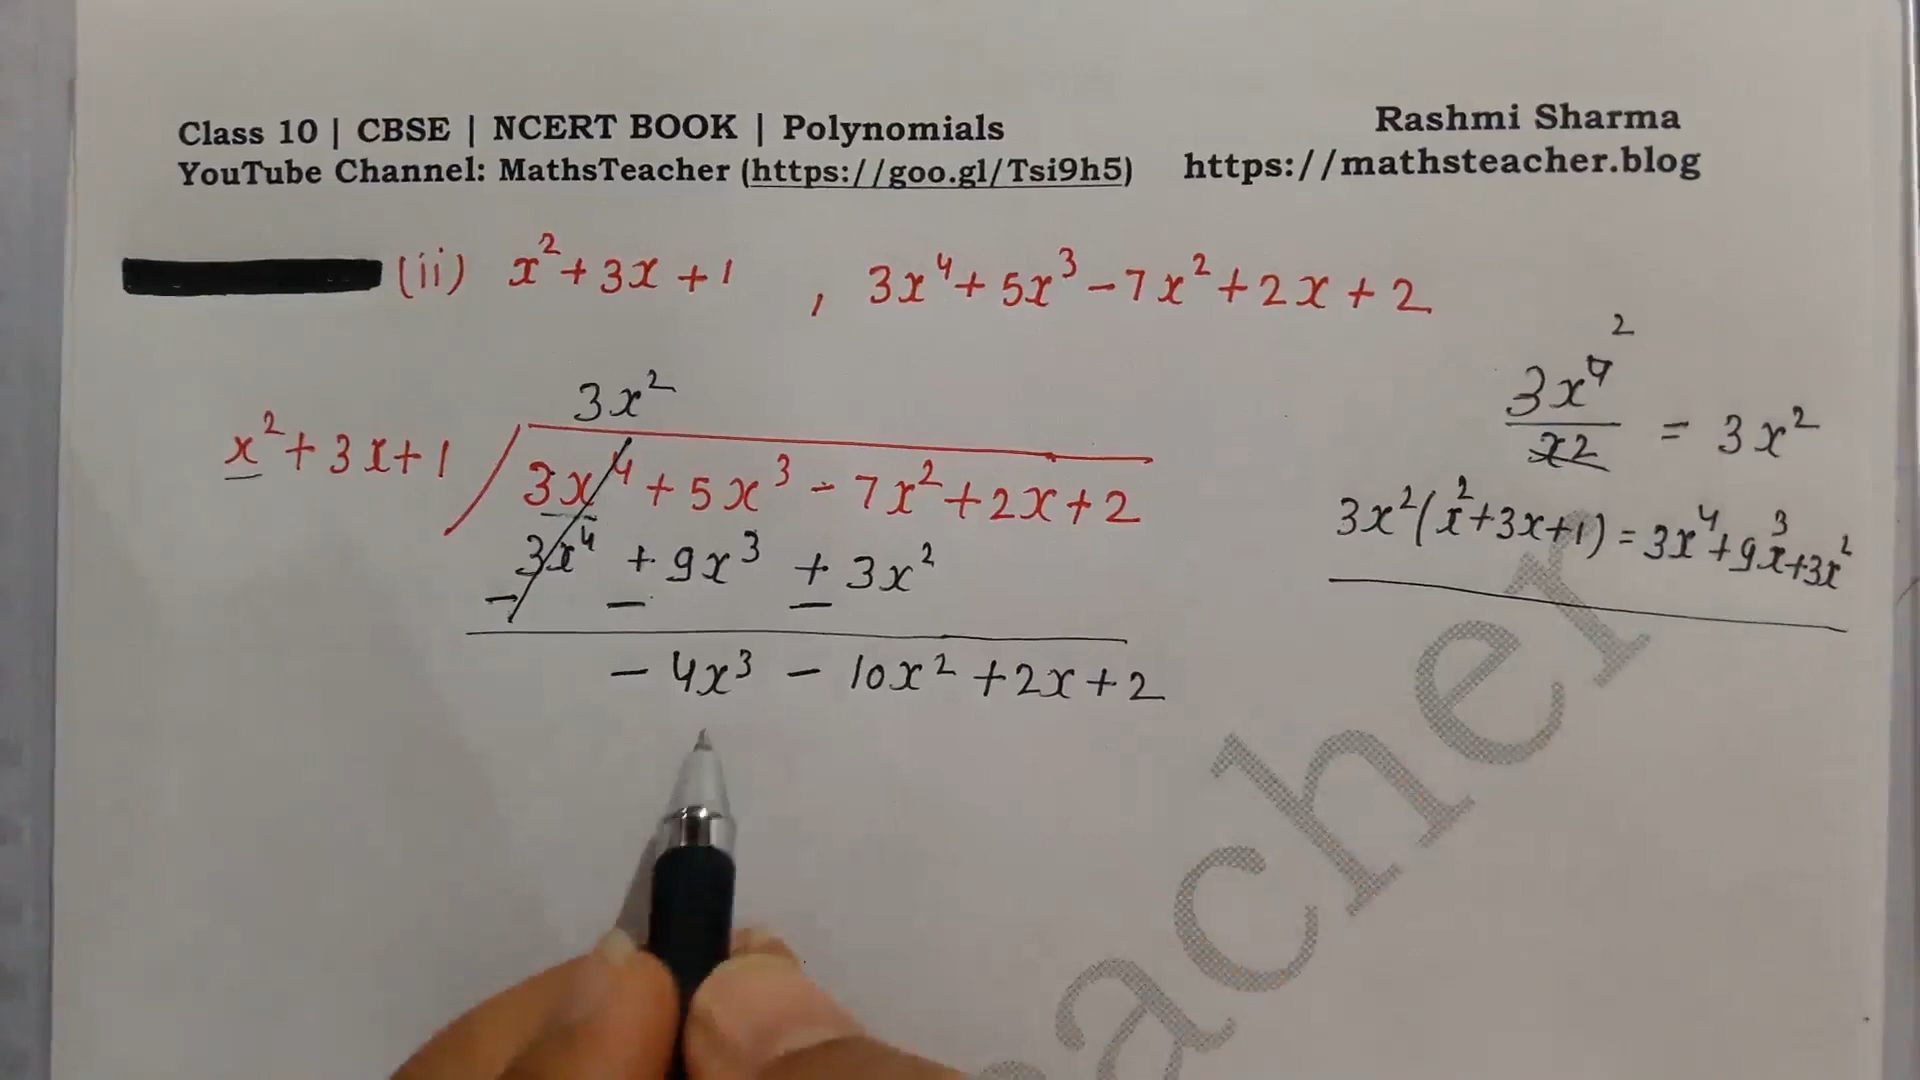 Class 10 | CBSE | NCERT BOOK | Polynomials
Rashmi Sharma
YouTube Channel: MathsTeacher (https://goo.gl/Tsi9h5)
https://mathsteacher.blog
(ii) x² + 3x + 1 , 3x⁴ + 5x³ - 7x² + 2x + 2
3x²
x² + 3x + 1
3x⁴ + 5x³ - 7x² + 2x + 2
3x⁴ + 9x³ + 3x²
- - -
- 4x³ - 10x² + 2x + 2
2
3x⁴
x2
= 3x²
3x²(x² + 3x + 1) = 3x⁴ + 9x³ + 3x²
eacher